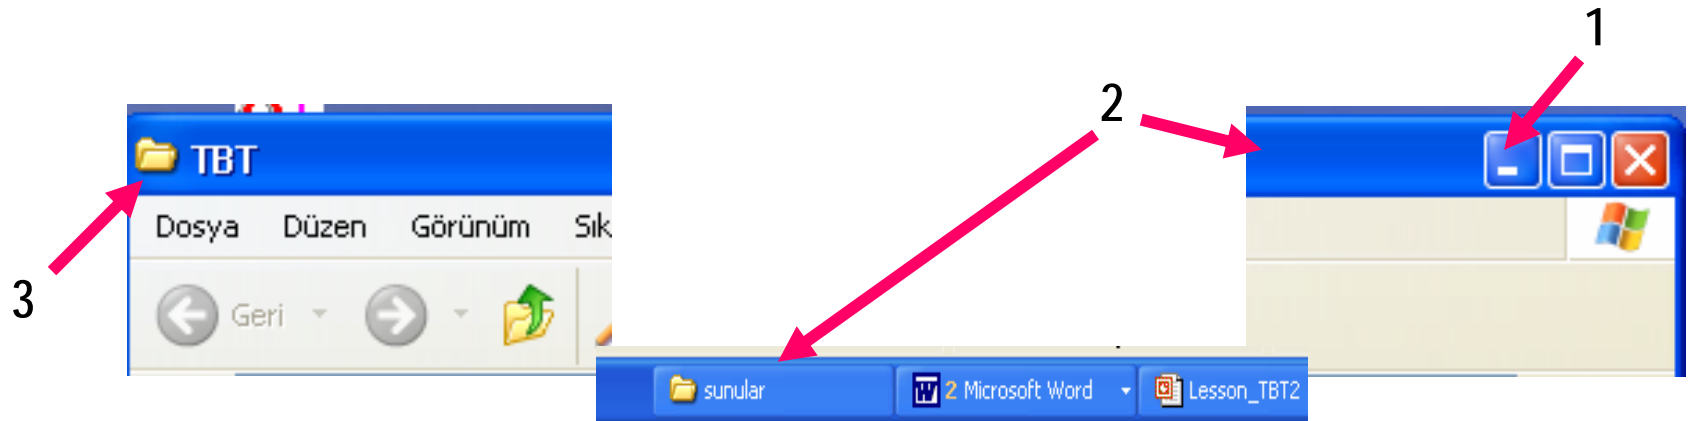 1
2
TBT
Dosya Düzen Görünüm Sık
3
Geri
sunular 2 Microsoft Word Lesson_TBT2